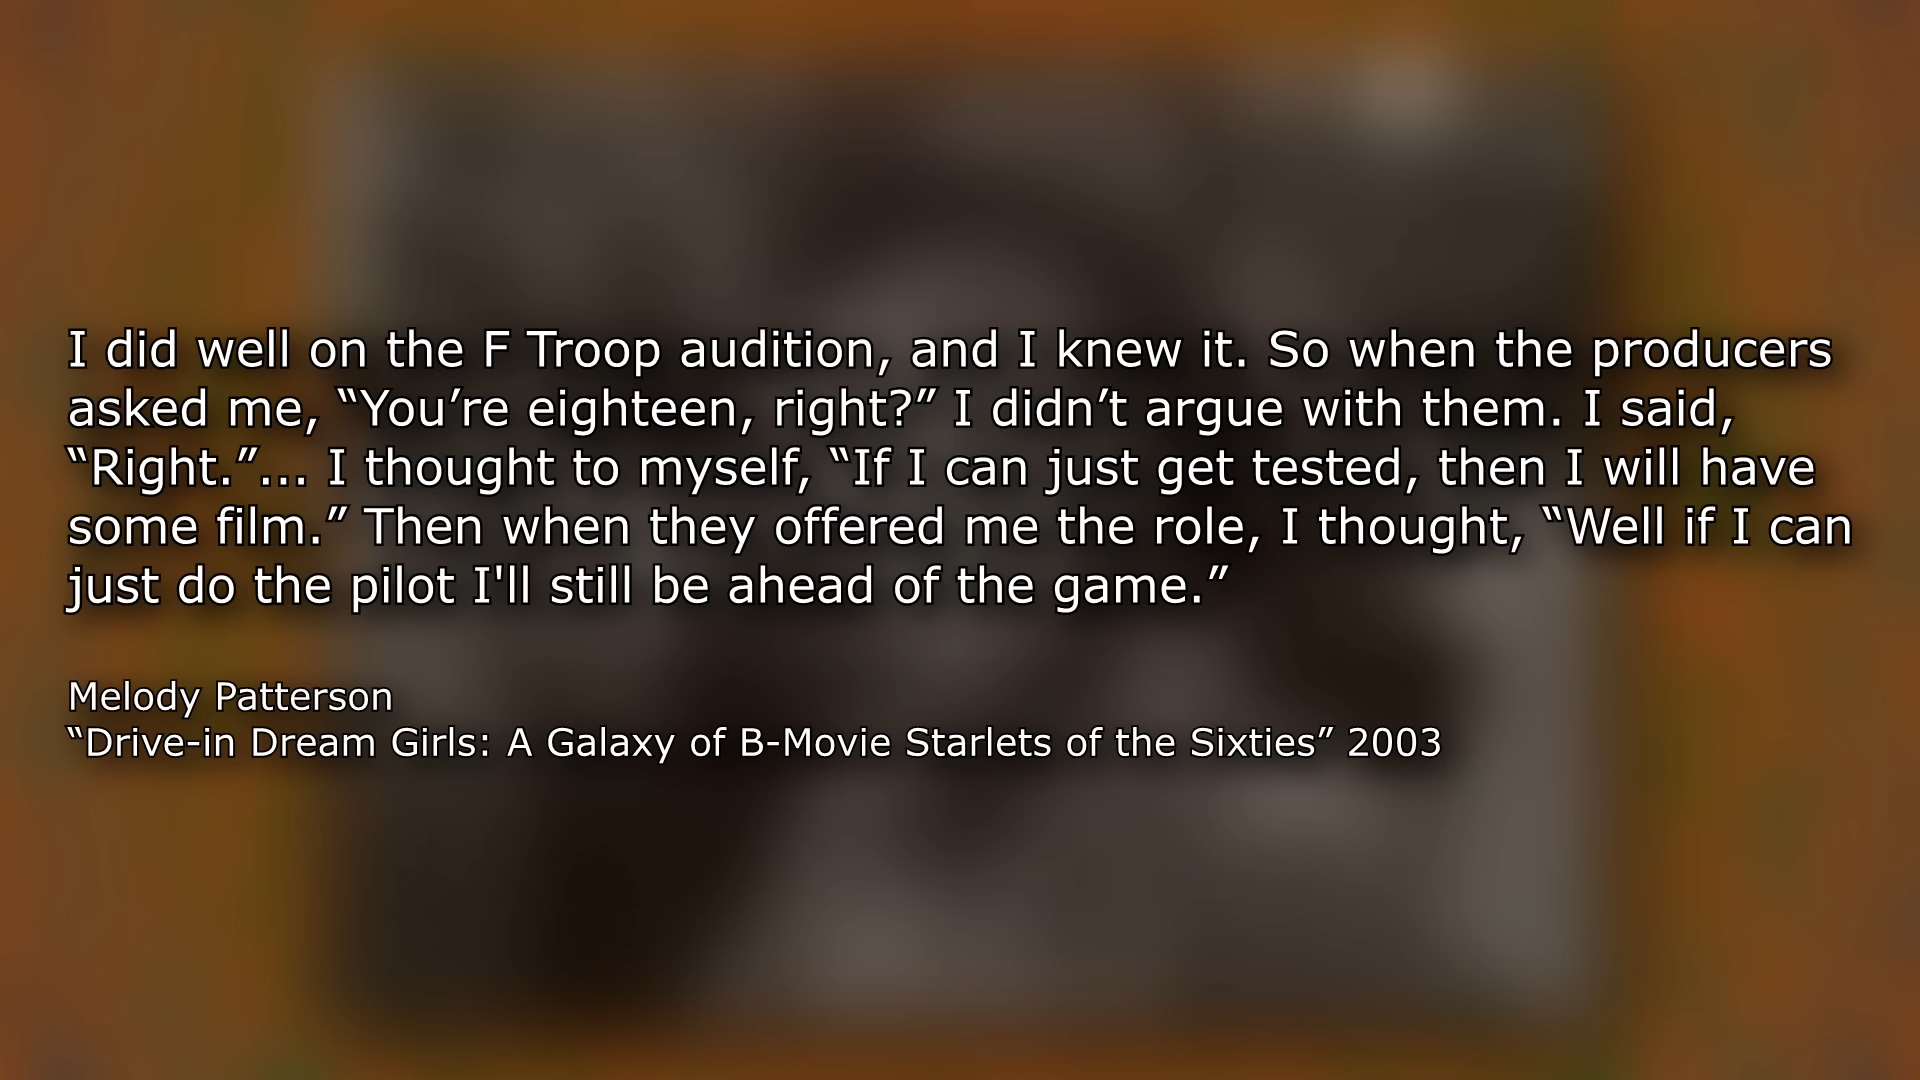 I did well on the F Troop audition, and I knew it. So when the producers
asked me, “You’re eighteen, right?” I didn’t argue with them. I said,
“Right.”... I thought to myself, “If I can just get tested, then I will have
some film.” Then when they offered me the role, I thought, “Well if I can
just do the pilot I'll still be ahead of the game.”
Melody Patterson
“Drive-in Dream Girls: A Galaxy of B-Movie Starlets of the Sixties” 2003